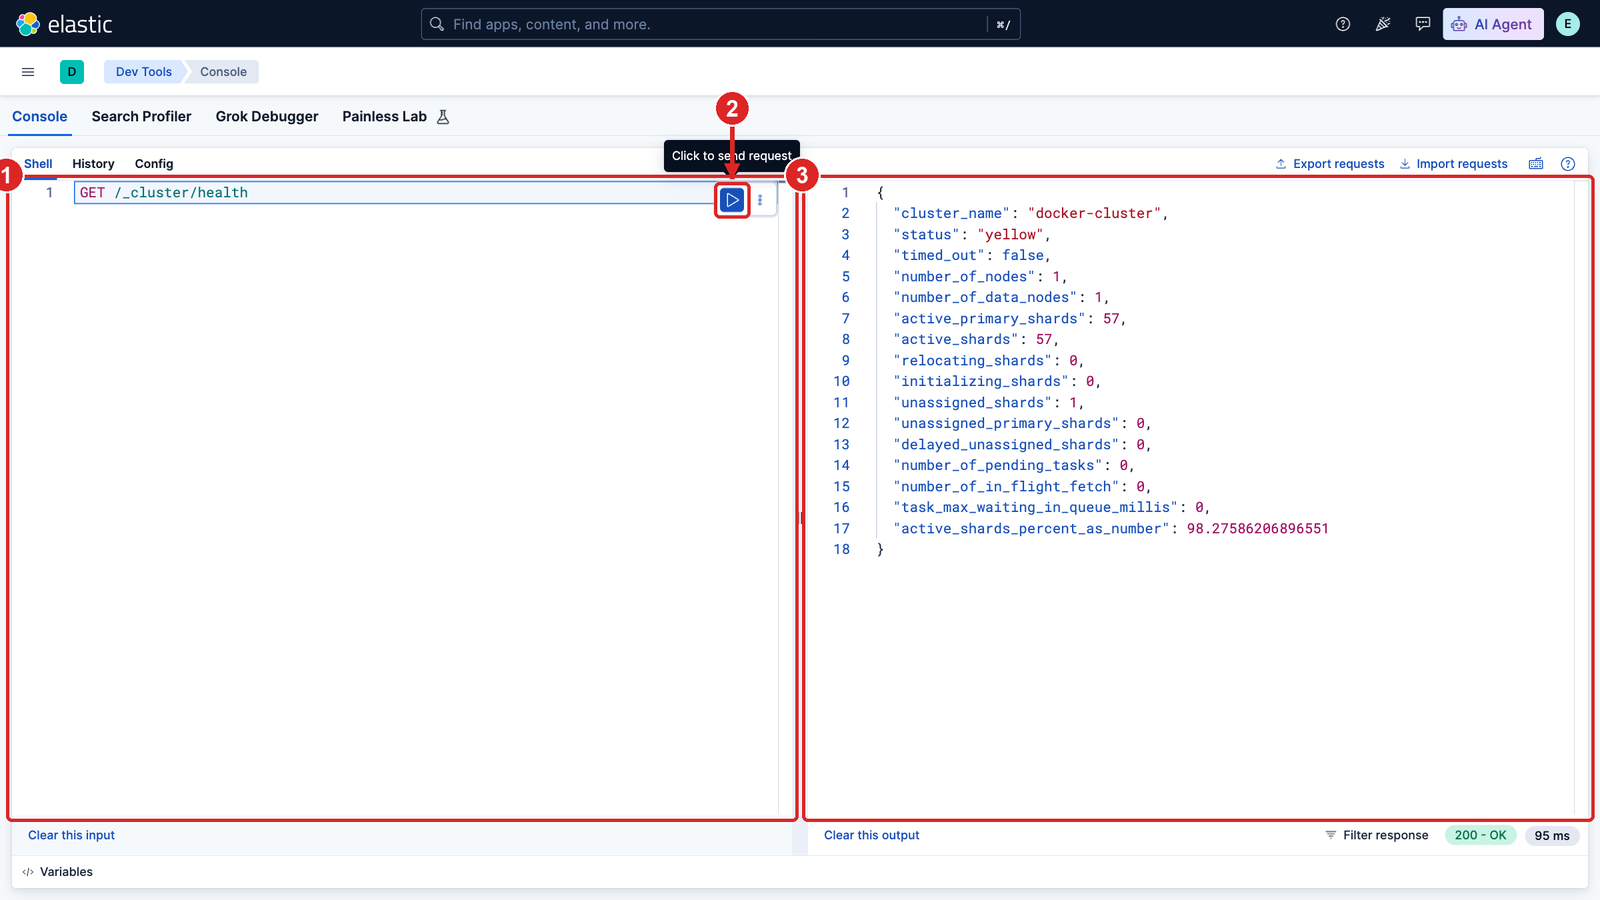 elastic
Find apps, content, and more.
⌘/
AI Agent
E
D
Dev Tools
Console
Console
Search Profiler
Grok Debugger
Painless Lab
2
Click to send request
1
Shell
History
Config
3
Export requests
Import requests
1 GET /_cluster/health
1 {
2 "cluster_name": "docker-cluster",
3 "status": "yellow",
4 "timed_out": false,
5 "number_of_nodes": 1,
6 "number_of_data_nodes": 1,
7 "active_primary_shards": 57,
8 "active_shards": 57,
9 "relocating_shards": 0,
10 "initializing_shards": 0,
11 "unassigned_shards": 1,
12 "unassigned_primary_shards": 0,
13 "delayed_unassigned_shards": 0,
14 "number_of_pending_tasks": 0,
15 "number_of_in_flight_fetch": 0,
16 "task_max_waiting_in_queue_millis": 0,
17 "active_shards_percent_as_number": 98.27586206896551
18 }
Clear this input
Clear this output
Filter response
200 - OK
95 ms
</> Variables